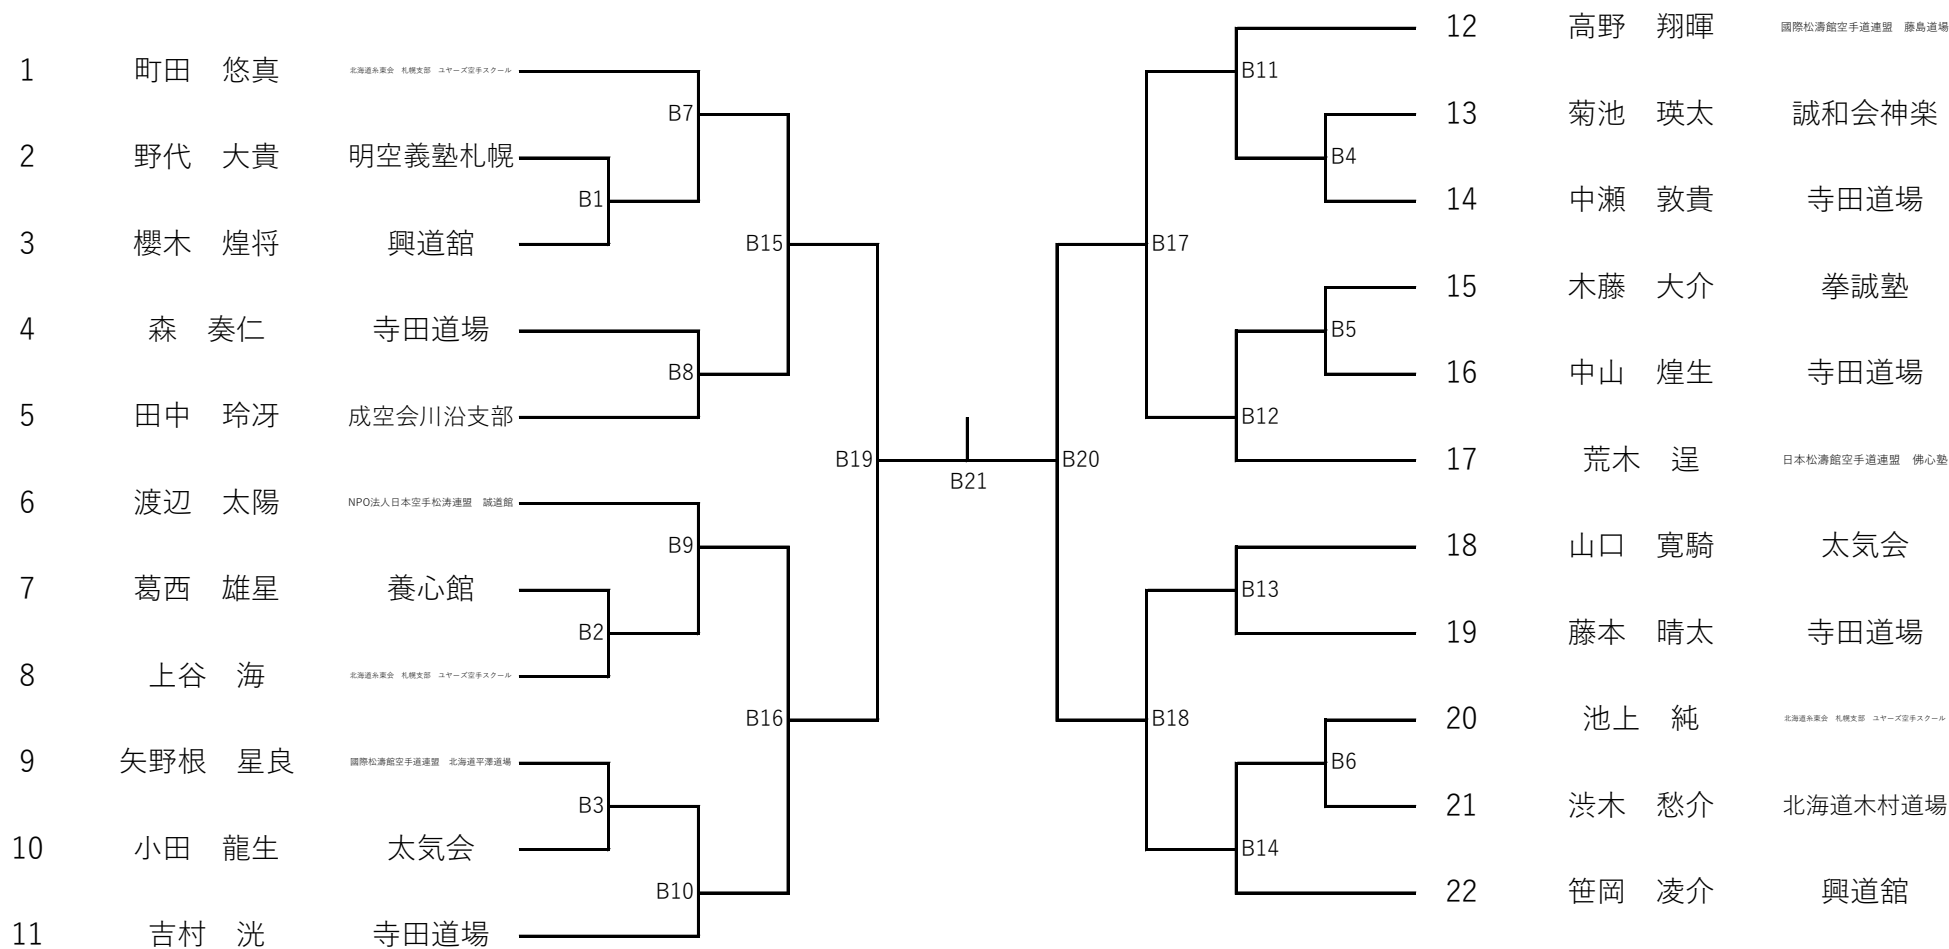 1 町田 悠真 北海道糸東会 札幌支部 ユヤーズ空手スクール
2 野代 大貴 明空義塾札幌
3 櫻木 煌将 興道舘
4 森 奏仁 寺田道場
5 田中 玲冴 成空会川沿支部
6 渡辺 太陽 NPO法人日本空手松涛連盟 誠道館
7 葛西 雄星 養心館
8 上谷 海 北海道糸東会 札幌支部 ユヤーズ空手スクール
9 矢野根 星良 國際松濤館空手道連盟 北海道平澤道場
10 小田 龍生 太気会
11 吉村 洸 寺田道場
B7
B1
B15
B8
B19
B9
B2
B16
B3
B10
B21
B11
B4
B17
B5
B12
B20
B13
B18
B6
B14
12 高野 翔暉 國際松濤館空手道連盟 藤島道場
13 菊池 瑛太 誠和会神楽
14 中瀬 敦貴 寺田道場
15 木藤 大介 拳誠塾
16 中山 煌生 寺田道場
17 荒木 逞 日本松濤館空手道連盟 佛心塾
18 山口 寛騎 太気会
19 藤本 晴太 寺田道場
20 池上 純 北海道糸東会 札幌支部 ユヤーズ空手スクール
21 渋木 愁介 北海道木村道場
22 笹岡 凌介 興道舘